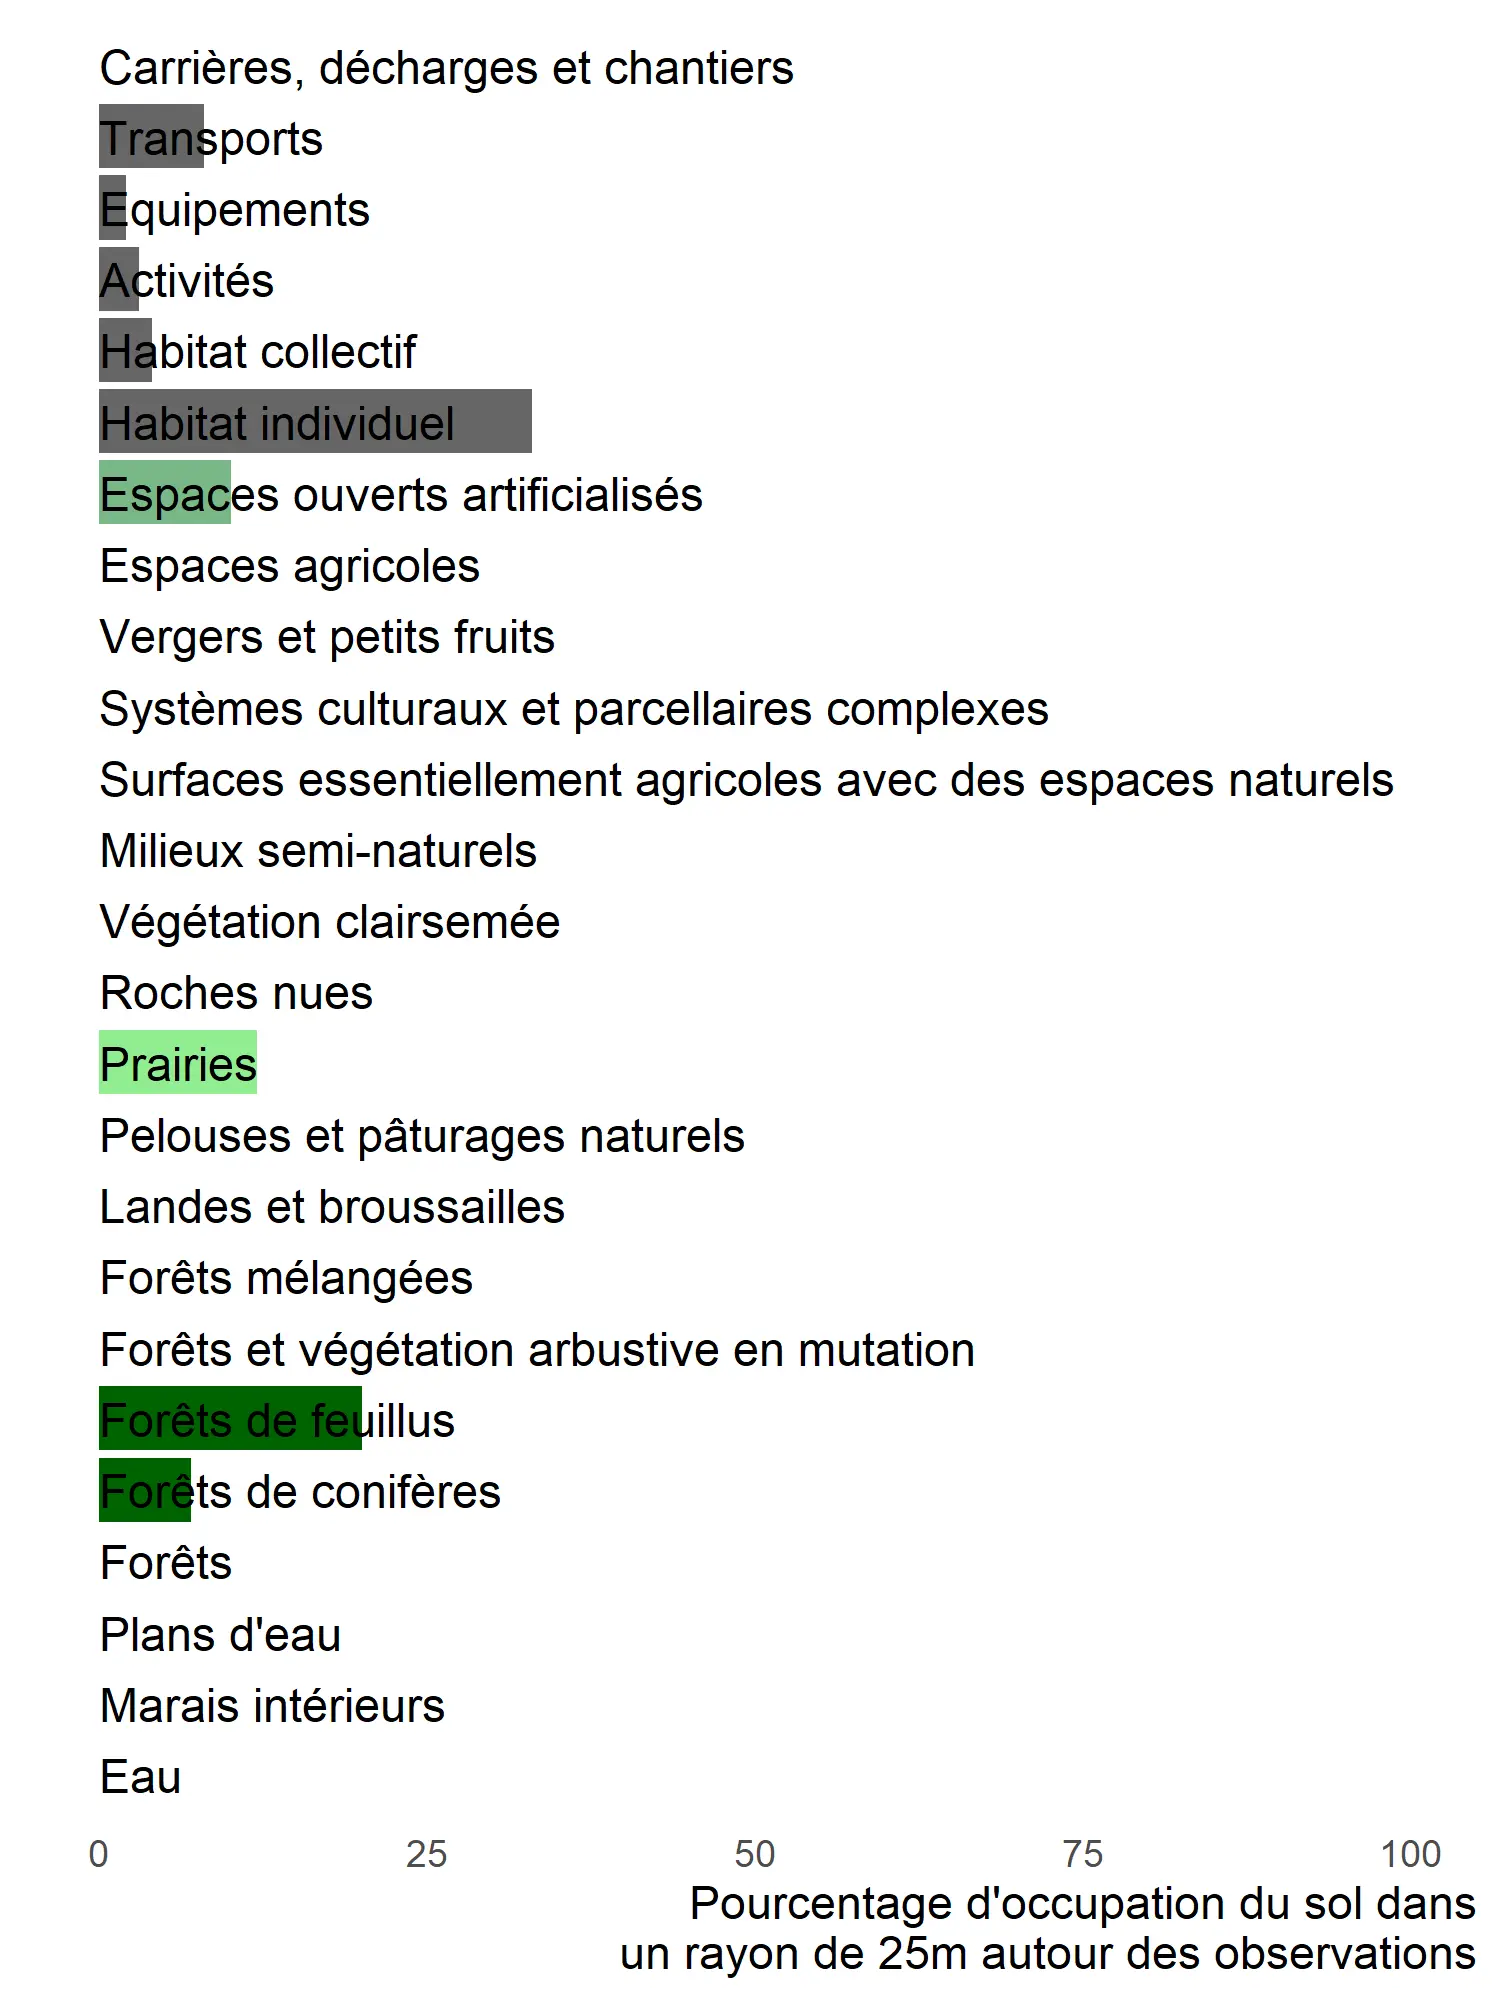 Carrières, décharges et chantiers
Transports
Equipements
Activités
Habitat collectif
Habitat individuel
Espaces ouverts artificialisés
Espaces agricoles
Vergers et petits fruits
Systèmes culturaux et parcellaires complexes
Surfaces essentiellement agricoles avec des espaces naturels
Milieux semi-naturels
Végétation clairsemée
Roches nues
Prairies
Pelouses et pâturages naturels
Landes et broussailles
Forêts mélangées
Forêts et végétation arbustive en mutation
Forêts de feuillus
Forêts de conifères
Forêts
Plans d'eau
Marais intérieurs
Eau
0 25 50 75 100
Pourcentage d'occupation du sol dans
un rayon de 25m autour des observations